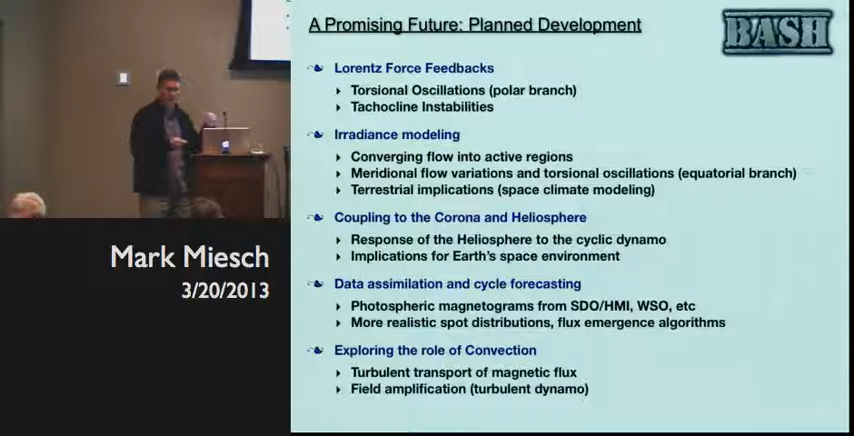 A Promising Future: Planned Development
BASH
Lorentz Force Feedbacks
Torsional Oscillations (polar branch)
Tachocline Instabilities
Irradiance modeling
Converging flow into active regions
Meridional flow variations and torsional oscillations (equatorial branch)
Terrestrial implications (space climate modeling)
Coupling to the Corona and Heliosphere
Response of the Heliosphere to the cyclic dynamo
Implications for Earth's space environment
Data assimilation and cycle forecasting
Photospheric magnetograms from SDO/HMI, WSO, etc
More realistic spot distributions, flux emergence algorithms
Exploring the role of Convection
Turbulent transport of magnetic flux
Field amplification (turbulent dynamo)
Mark Miesch
3/20/2013